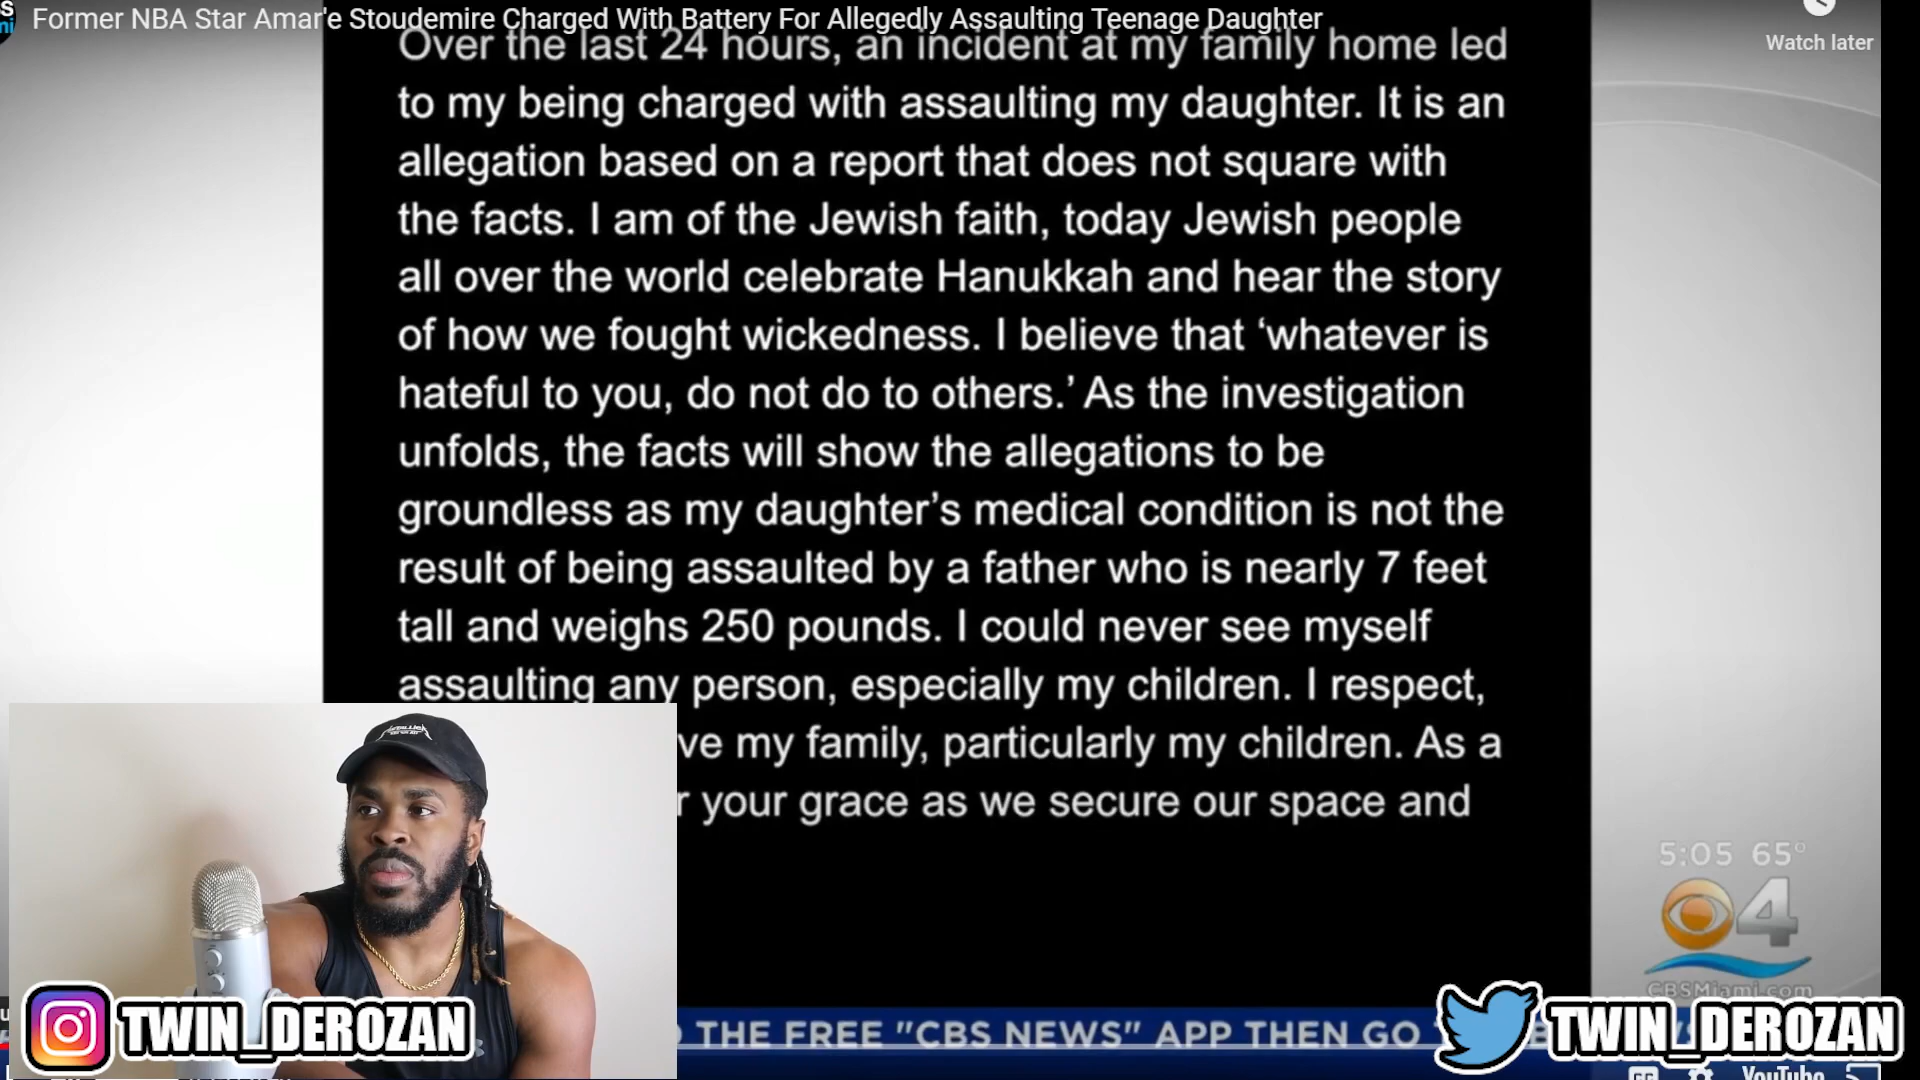 Former NBA Star Amar'e Stoudemire Charged With Battery For Allegedly Assaulting Teenage Daughter
Watch later
Over the last 24 hours, an incident at my family home led
to my being charged with assaulting my daughter. It is an
allegation based on a report that does not square with
the facts. I am of the Jewish faith, today Jewish people
all over the world celebrate Hanukkah and hear the story
of how we fought wickedness. I believe that ‘whatever is
hateful to you, do not do to others.’ As the investigation
unfolds, the facts will show the allegations to be
groundless as my daughter’s medical condition is not the
result of being assaulted by a father who is nearly 7 feet
tall and weighs 250 pounds. I could never see myself
assaulting any person, especially my children. I respect,
ve my family, particularly my children. As a
r your grace as we secure our space and
5:05 65°
4
CBSMiami.com
METALLICA
THE FREE "CBS NEWS" APP THEN GO
TWIN_DEROZAN
TWIN_DEROZAN
YouTube